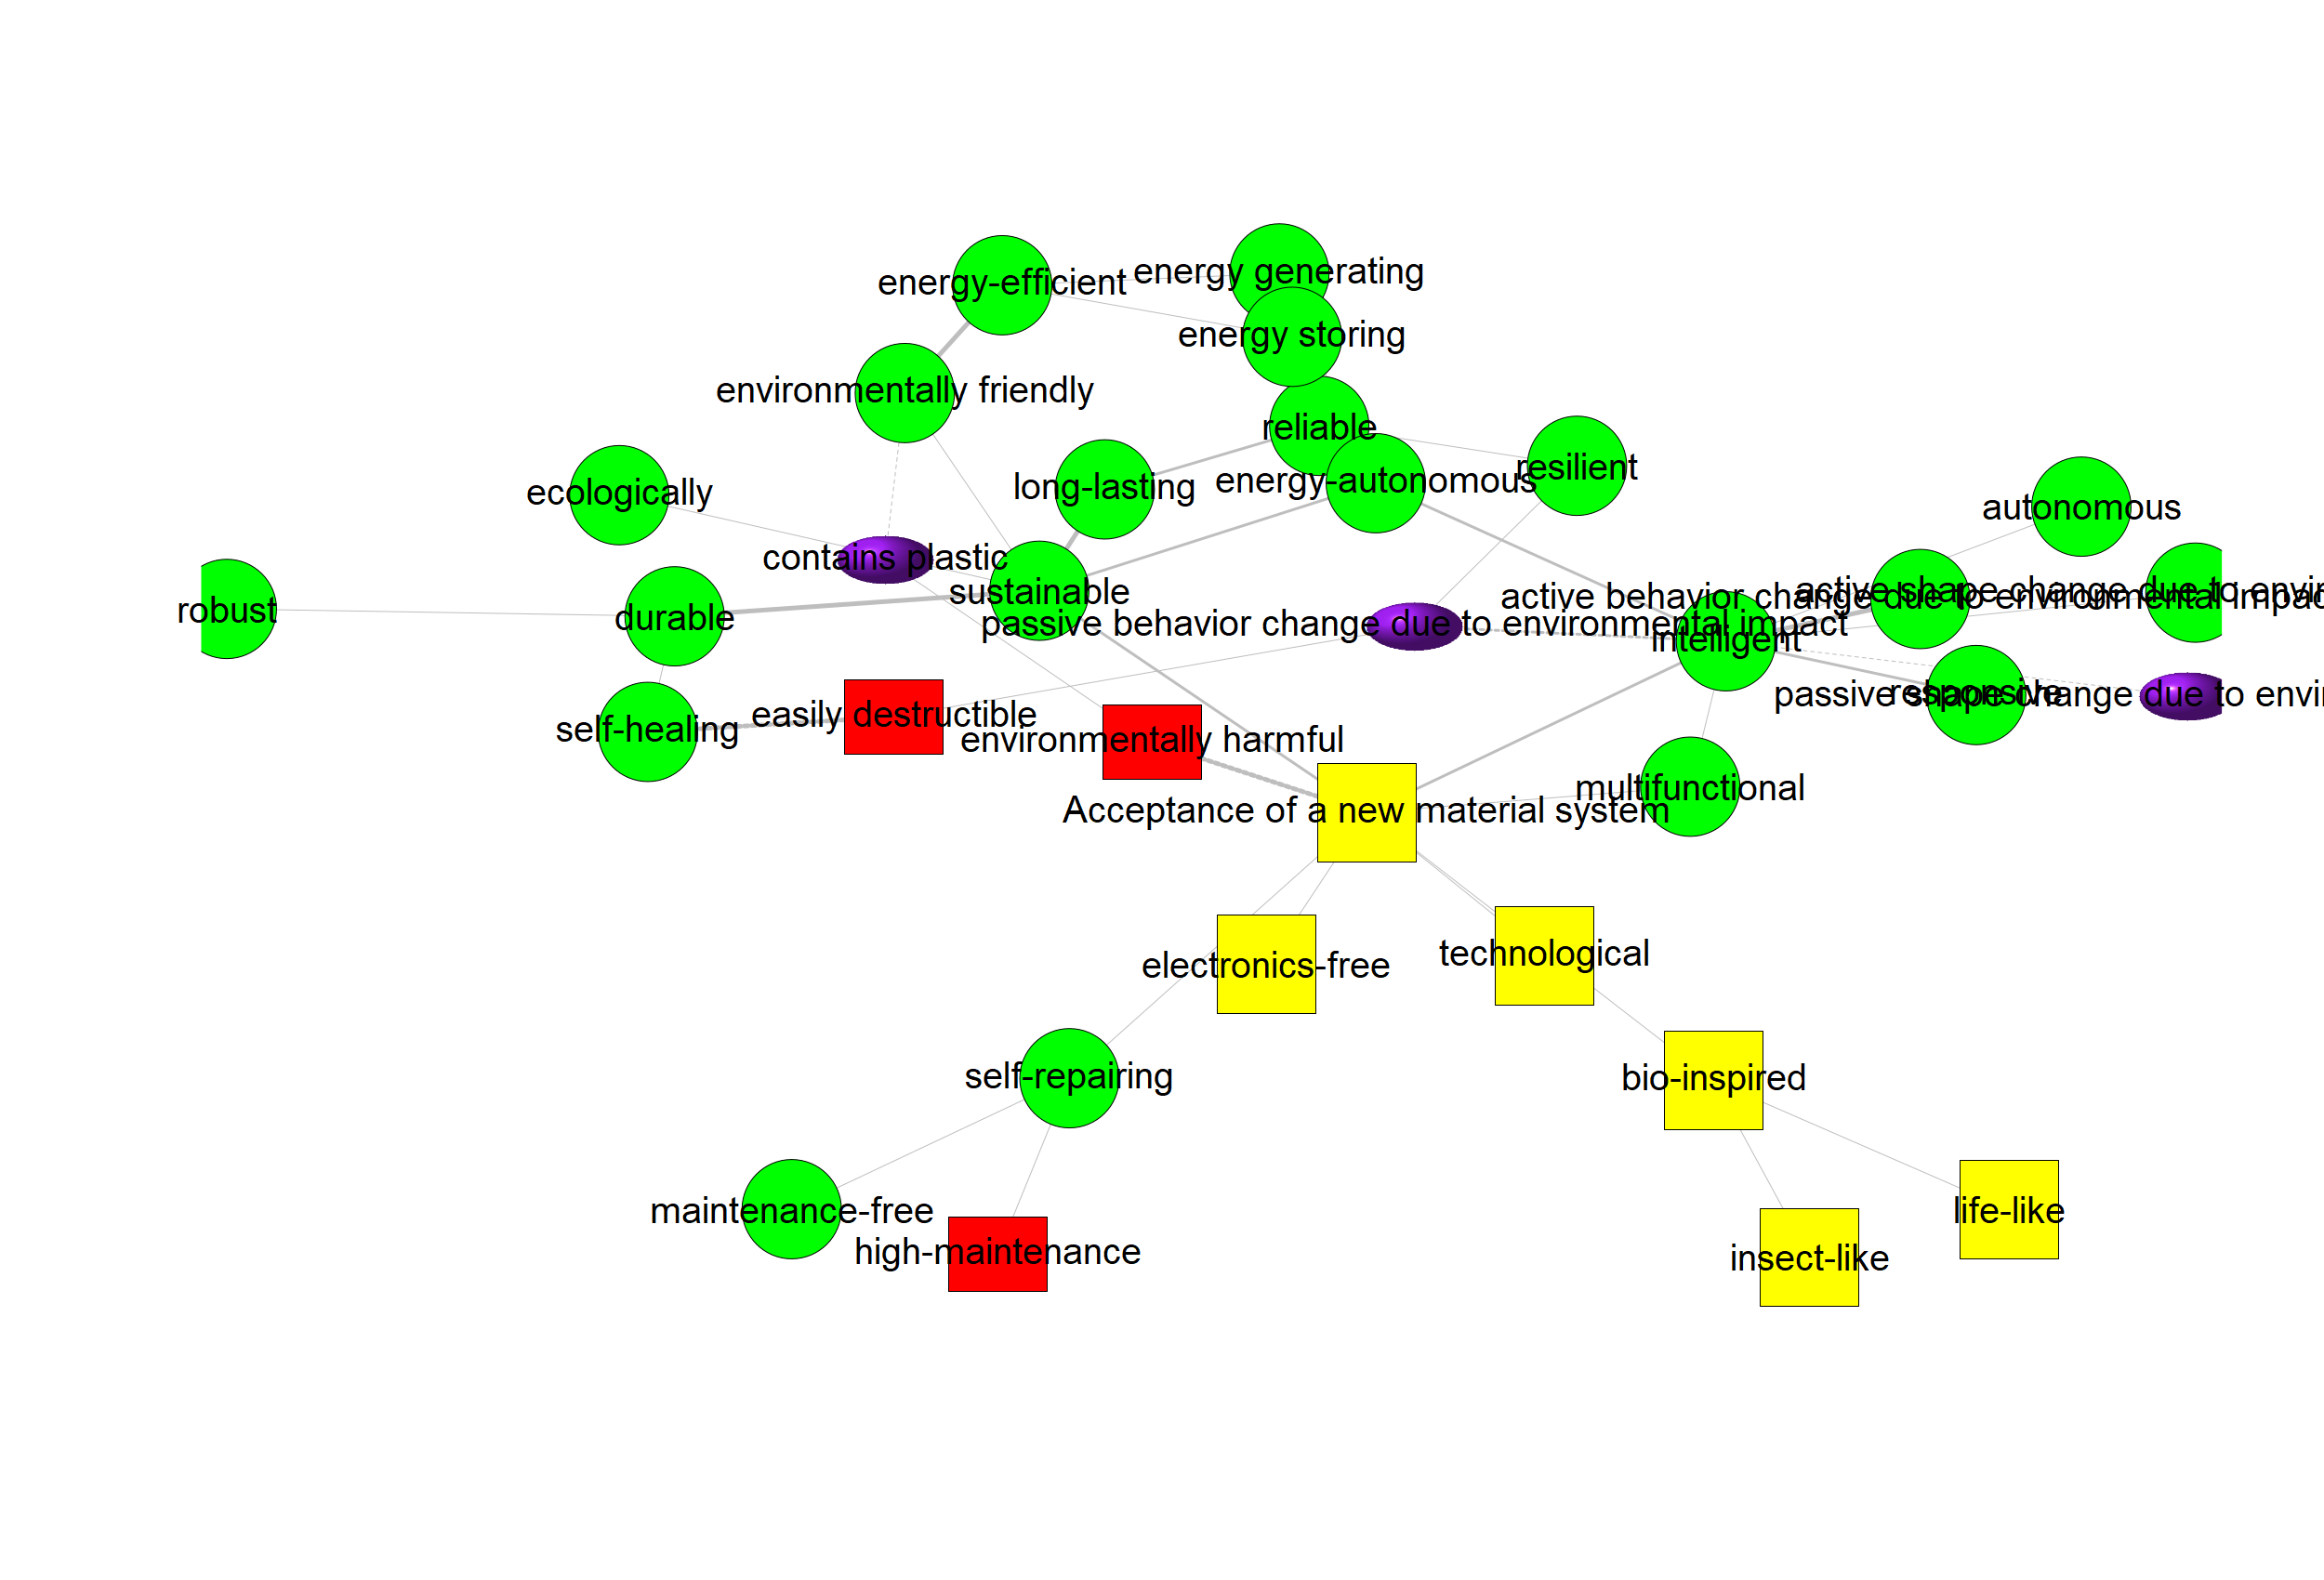 energy generating
energy-efficient
energy storing
environmentally friendly
reliable
resilient
energy-autonomous
long-lasting
ecologically
autonomous
contains plastic
active shape change due to envir
active behavior change due to environmental impac
sustainable
robust
durable
passive behavior change due to environmental impact
intelligent
responsive
passive shape change due to envir
easily destructible
self-healing
environmentally harmful
multifunctional
Acceptance of a new material system
technological
electronics-free
self-repairing
bio-inspired
maintenance-free
life-like
high-maintenance
insect-like